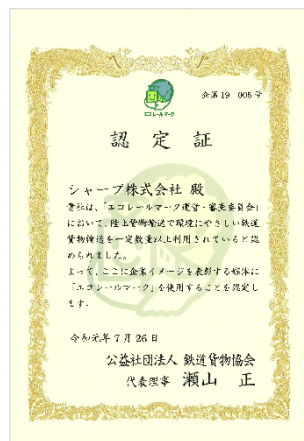 企第19 005号
エコレールマーク
認定証
シャープ株式会社 殿
貴社は、「エコレールマーク運営・審査委員会」
において、陸上貨物輸送で環境にやさしい鉄道
貨物輸送を一定数量以上利用されていると認
められました。
よって、ここに企業イメージを表彰する媒体に
「エコレールマーク」を使用することを認定し
ます。
令和元年7月26日
公益社団法人 鉄道貨物協会
代表理事 瀬山 正